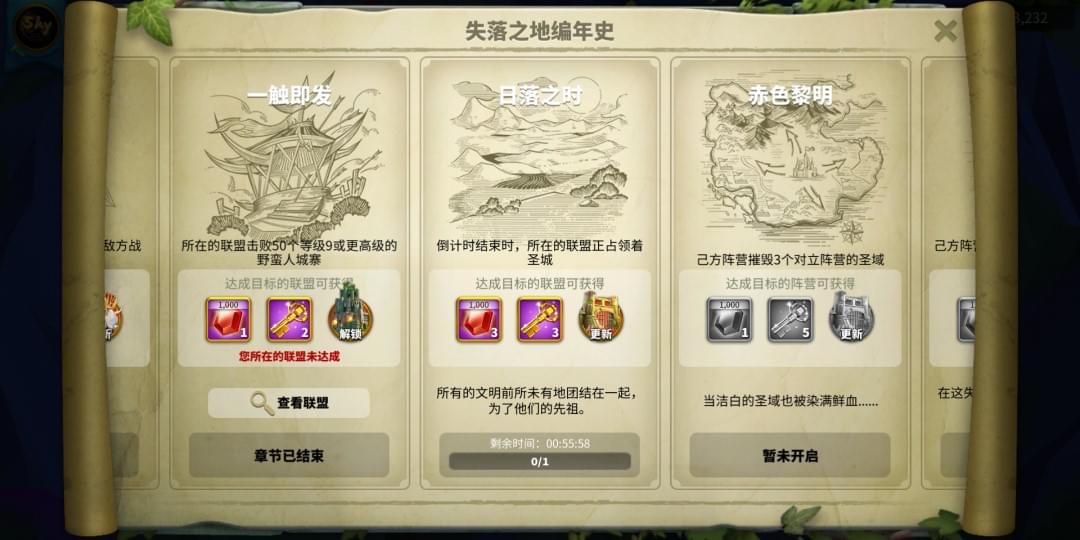 Sky
3,232
失落之地编年史
敌方战
新
一触即发
所在的联盟击败50个等级9或更高级的
野蛮人城寨
达成目标的联盟可获得
1,000
1
2
解锁
您所在的联盟未达成
查看联盟
章节已结束
日落之时
倒计时结束时，所在的联盟正占领着
圣城
达成目标的联盟可获得
1,000
3
3
更新
所有的文明前所未有地团结在一起，
为了他们的先祖。
剩余时间：00:55:58
0/1
赤色黎明
己方阵营摧毁3个对立阵营的圣域
达成目标的阵营可获得
1,000
1
5
更新
当洁白的圣域也被染满鲜血......
暂未开启
己方阵
在这失